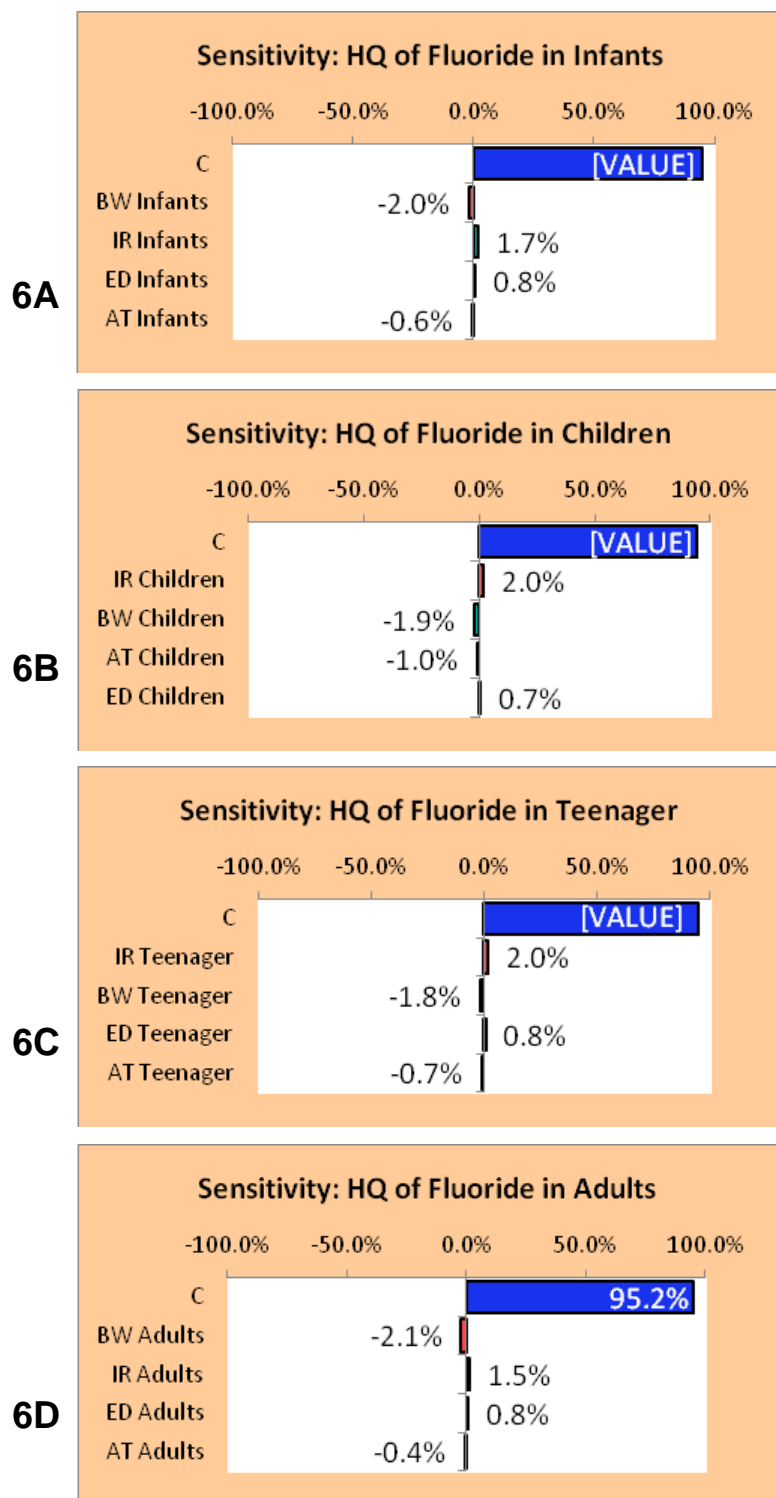 Sensitivity: HQ of Fluoride in Infants
-100.0% -50.0% 0.0% 50.0% 100.0%
C [VALUE]
BW Infants -2.0%
IR Infants 1.7%
ED Infants 0.8%
AT Infants -0.6%
6A
Sensitivity: HQ of Fluoride in Children
-100.0% -50.0% 0.0% 50.0% 100.0%
C [VALUE]
IR Children 2.0%
BW Children -1.9%
AT Children -1.0%
ED Children 0.7%
6B
Sensitivity: HQ of Fluoride in Teenager
-100.0% -50.0% 0.0% 50.0% 100.0%
C [VALUE]
IR Teenager 2.0%
BW Teenager -1.8%
ED Teenager 0.8%
AT Teenager -0.7%
6C
Sensitivity: HQ of Fluoride in Adults
-100.0% -50.0% 0.0% 50.0% 100.0%
C 95.2%
BW Adults -2.1%
IR Adults 1.5%
ED Adults 0.8%
AT Adults -0.4%
6D